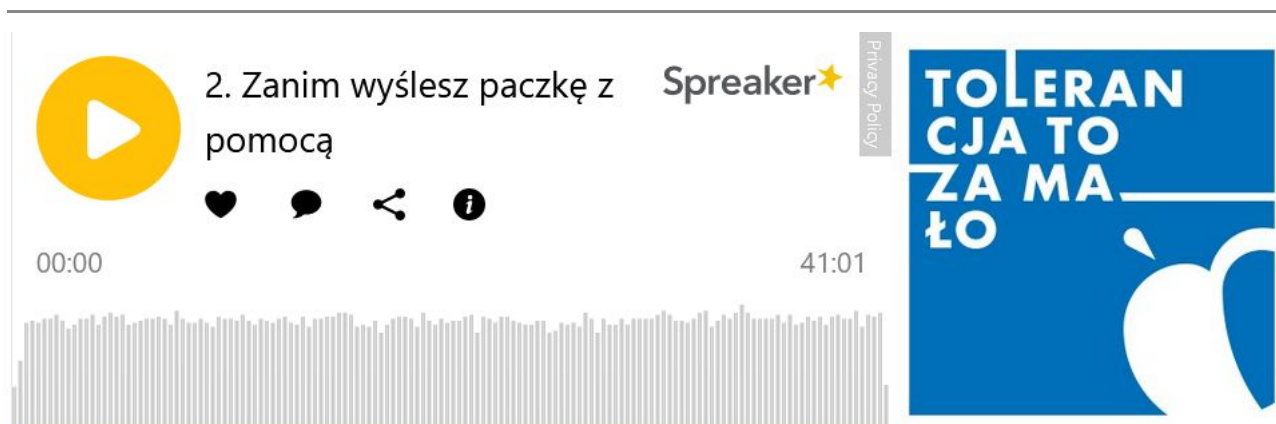 2. Zanim wyślesz paczkę z
pomocą
Spreaker
Privacy Policy
00:00
41:01
TOLERAN
CJA TO
ZA MA
ŁO